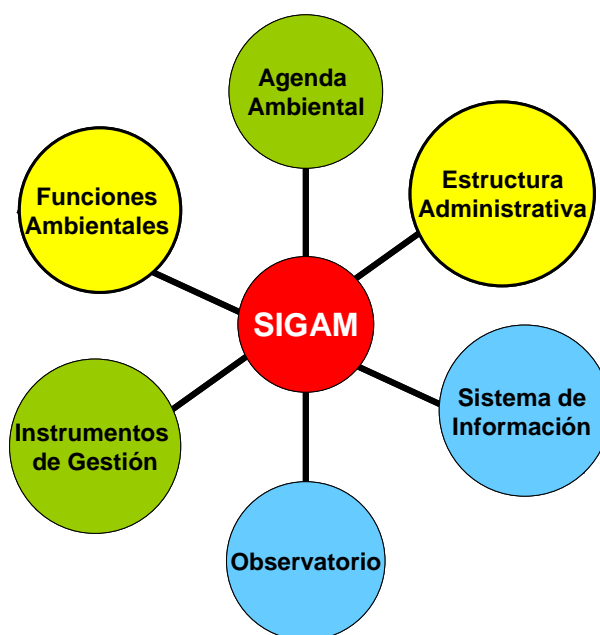 Agenda
Ambiental
Estructura
Administrativa
Funciones
Ambientales
SIGAM
Sistema de
Información
Instrumentos
de Gestión
Observatorio